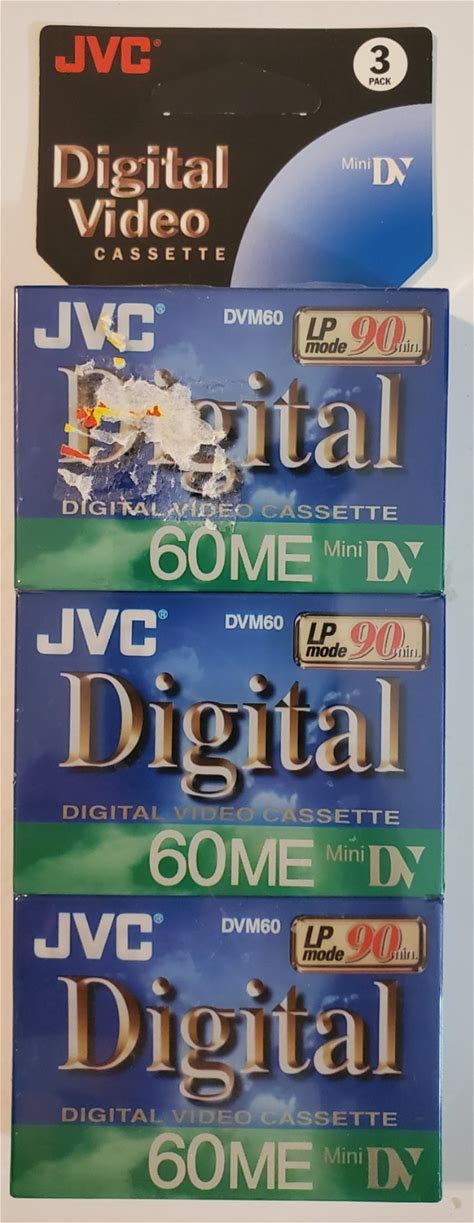 JVC®
3
PACK
Digital
Video
CASSETTE
Mini DV
JVC®
DVM60
LP mode 90 min.
Digital
DIGITAL VIDEO CASSETTE
60ME Mini DV
JVC®
DVM60
LP mode 90 min.
Digital
DIGITAL VIDEO CASSETTE
60ME Mini DV
JVC®
DVM60
LP mode 90 min.
Digital
DIGITAL VIDEO CASSETTE
60ME Mini DV